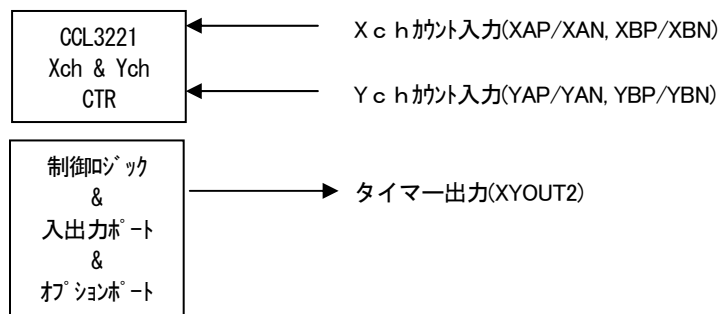 CCL3221
Xch & Ych
CTR
Xｃｈｶｳﾝﾄ入力(XAP/XAN, XBP/XBN)
Yｃｈｶｳﾝﾄ入力(YAP/YAN, YBP/YBN)
制御ﾛｼﾞｯｸ
&
入出力ﾎﾟｰﾄ
&
ｵﾌﾟｼｮﾝﾎﾟｰﾄ
タイマー出力(XYOUT2)